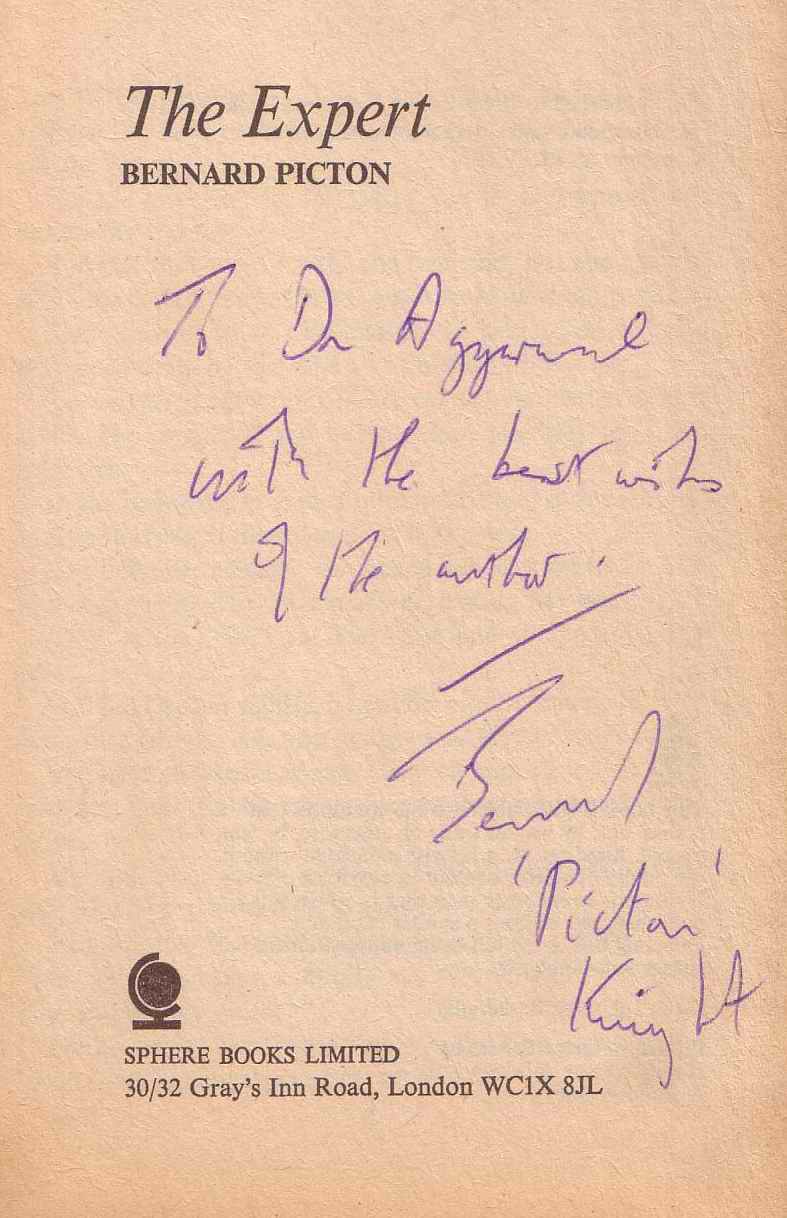 The Expert
BERNARD PICTON
To Dr Aggarwal
with the best wishes
of the author.
Bernard
'Picton'
Knight
SPHERE BOOKS LIMITED
30/32 Gray's Inn Road, London WC1X 8JL